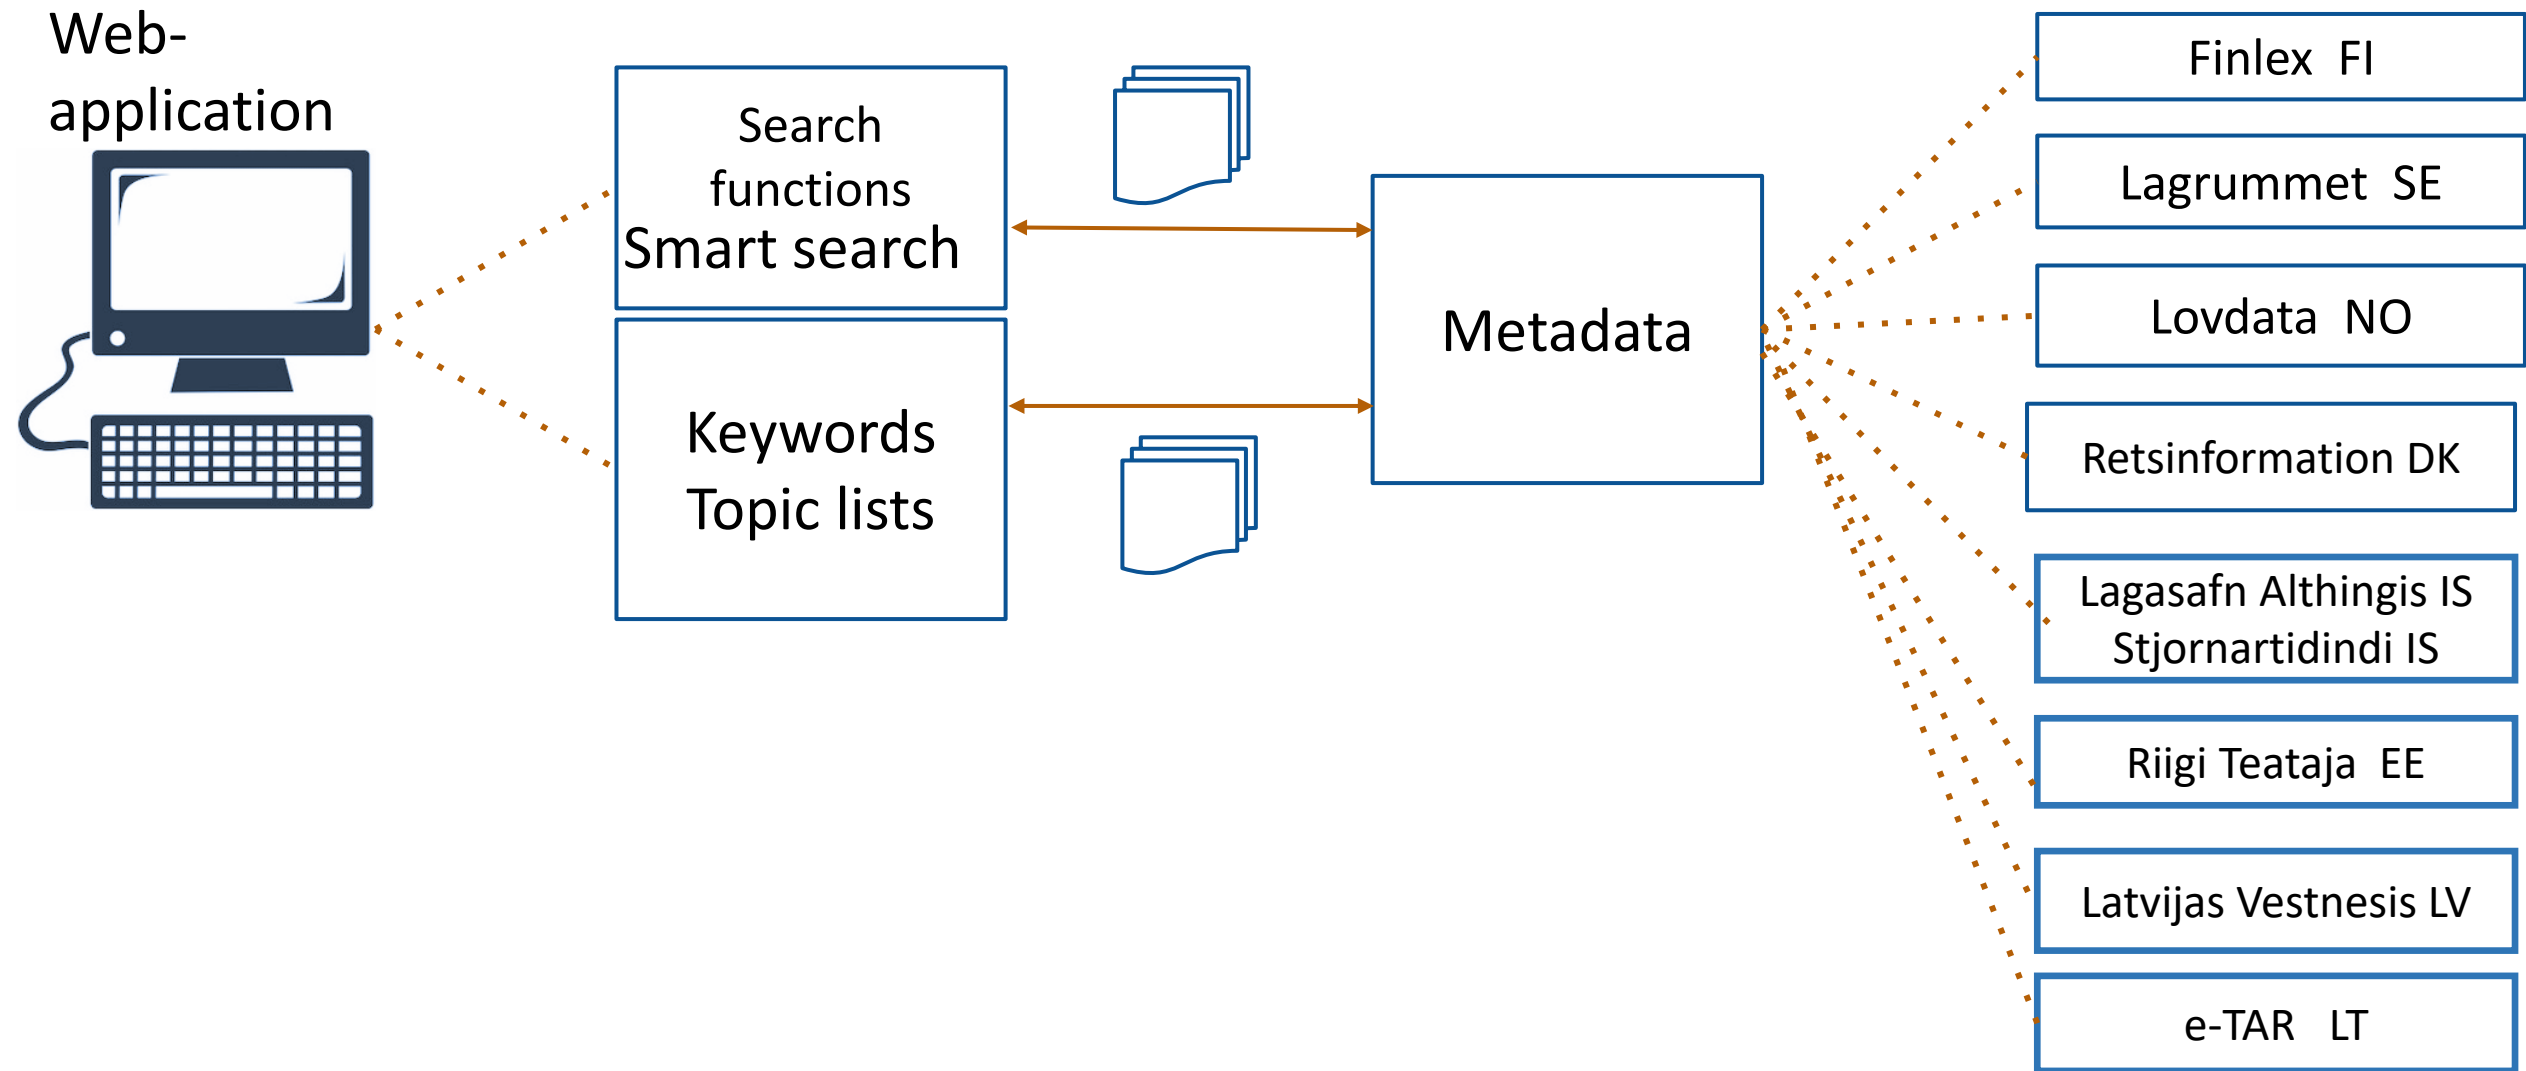 Web-
application
Search
functions
Smart search
Keywords
Topic lists
Metadata
Finlex  FI
Lagrummet  SE
Lovdata  NO
Retsinformation DK
Lagasafn Althingis IS
Stjornartidindi IS
Riigi Teataja  EE
Latvijas Vestnesis LV
e-TAR   LT